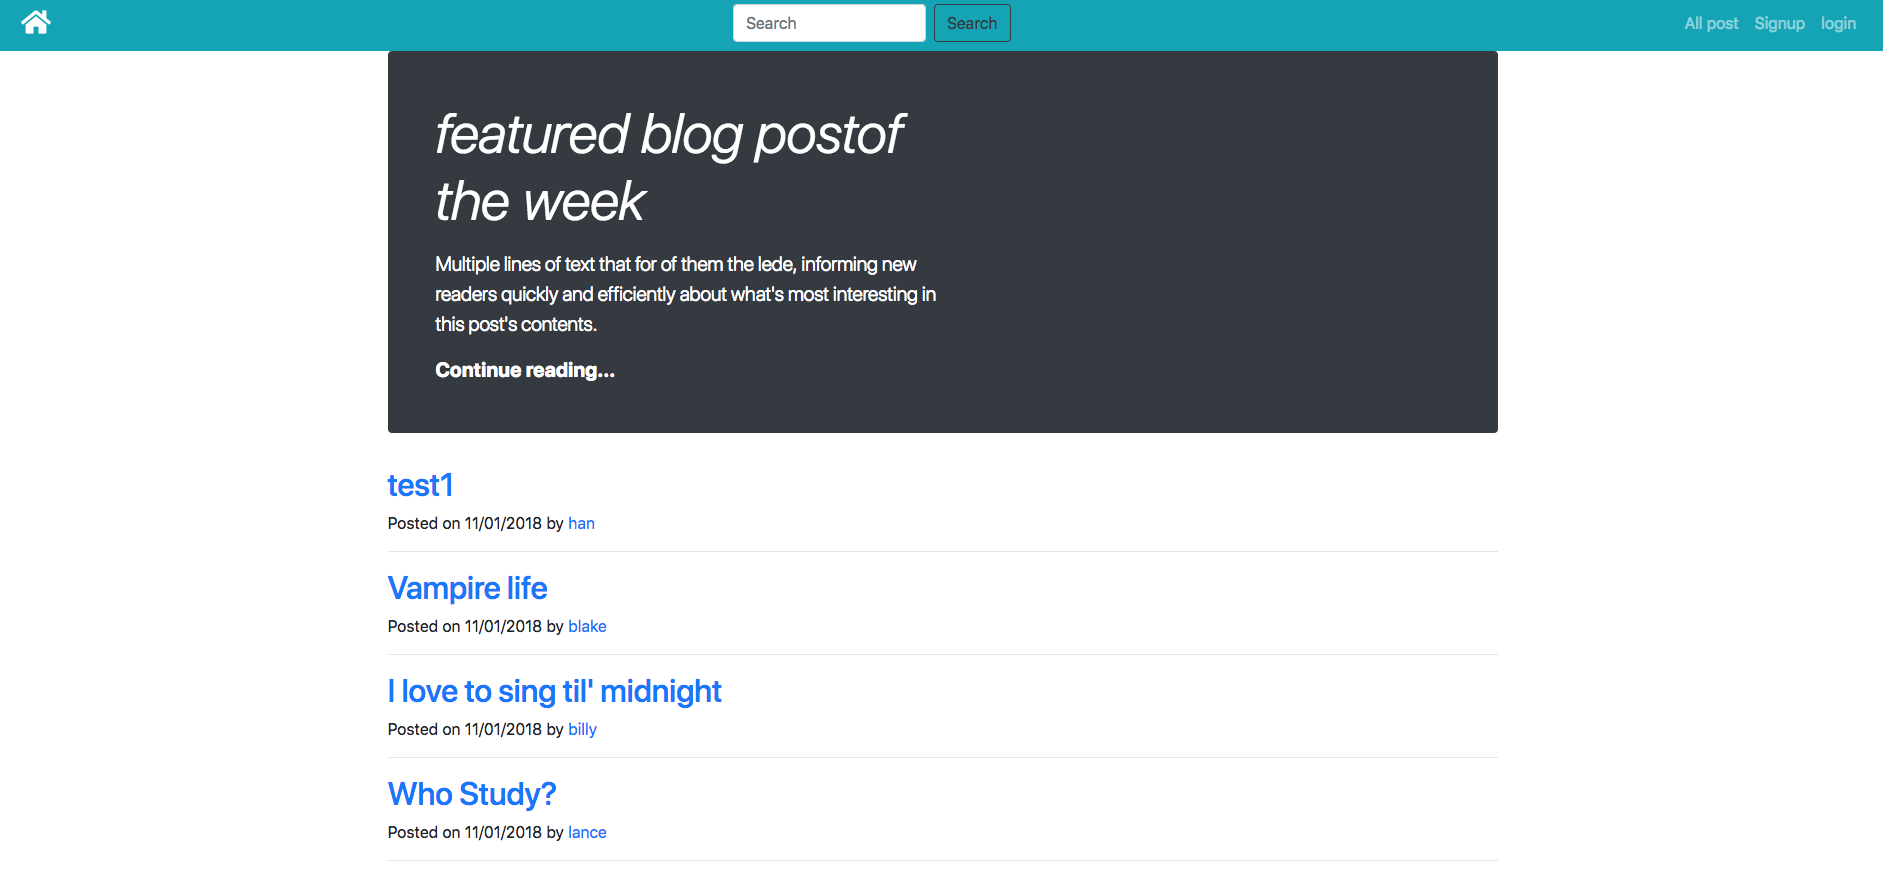 Search
Search
All post
Signup
login
featured blog postof
the week
Multiple lines of text that for of them the lede, informing new
readers quickly and efficiently about what's most interesting in
this post's contents.
Continue reading...
test1
Posted on 11/01/2018 by han
Vampire life
Posted on 11/01/2018 by blake
I love to sing til' midnight
Posted on 11/01/2018 by billy
Who Study?
Posted on 11/01/2018 by lance